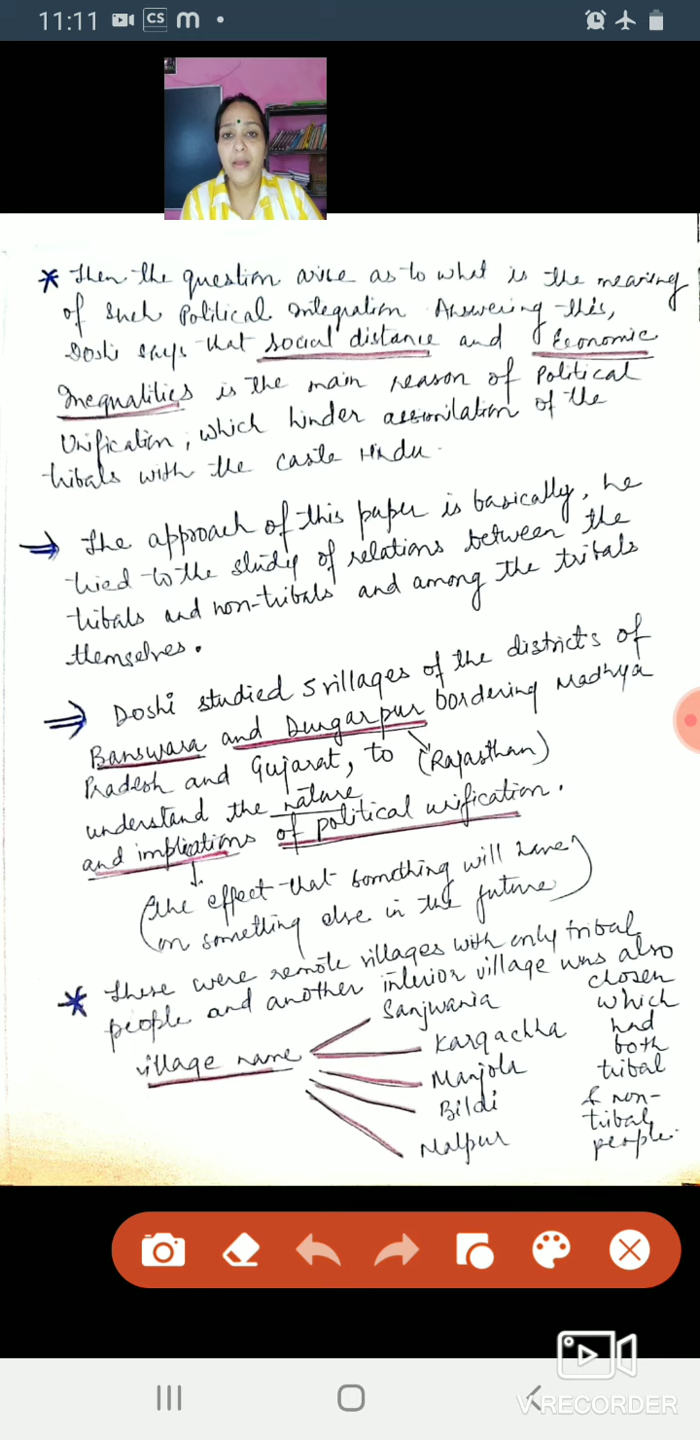 11:11 CS m
* Then the question arise as to what is the meaning
of such Political Integration Answering this,
Doshi says that social distance and Economic
Inequalities is the main reason of Political
Unification, which hinder assimilation of the
tribals with the caste Hindu.
⇒ The approach of this paper is basically, he
tried to the study of relations between the
tribals and non-tribals and among the tribals
themselves.
⇒ Doshi studied 5 villages of the districts of
Banswara and Dungarpur bordering Madhya
Pradesh and Gujarat, to (Rajasthan)
understand the nature
and implications of political unification.
(the effect that something will have
on something else in the future)
* These were remote villages with only tribal
people and another interior village was also
chosen
which
had
both
tribal
& non-
tribal
people.
village name
Sanjwania
Kargachha
Manjola
Bildi
Malpur
V RECORDER